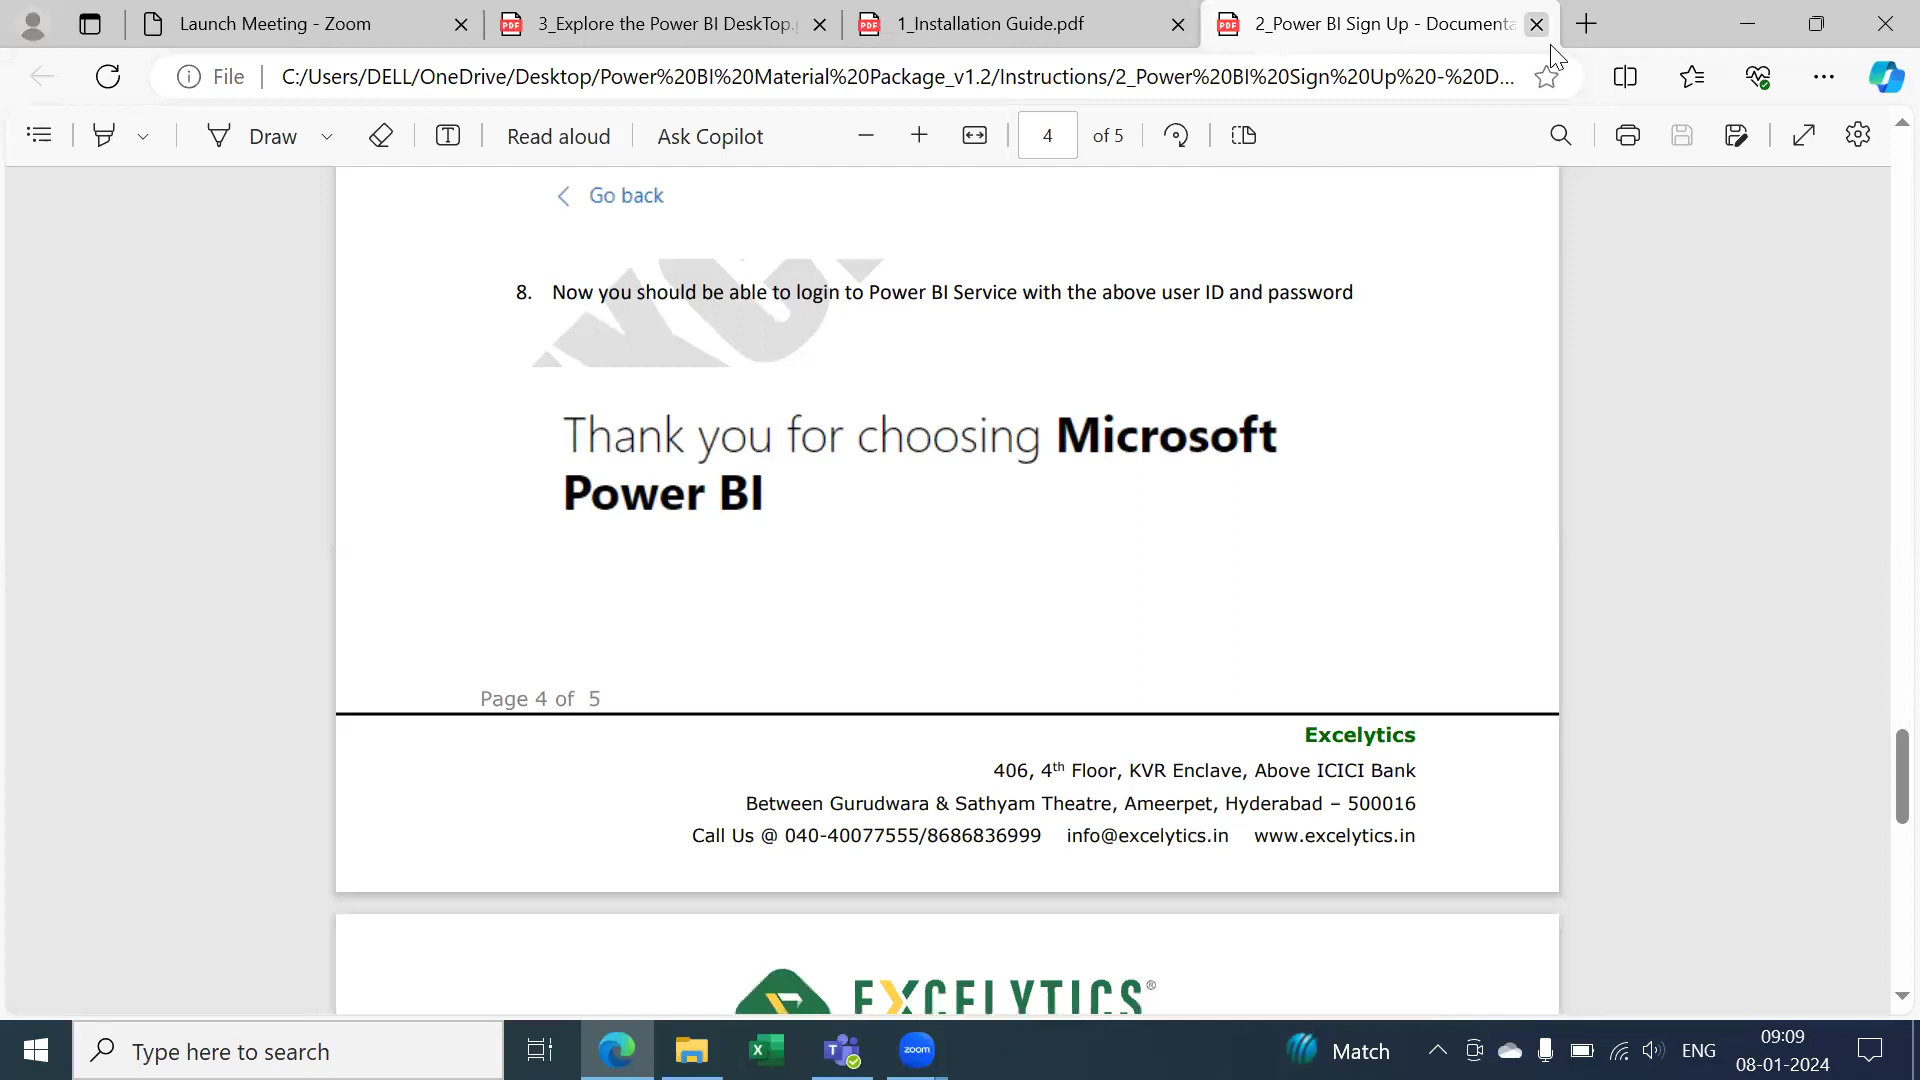 Launch Meeting - Zoom
3_Explore the Power BI DeskTop.
1_Installation Guide.pdf
2_Power BI Sign Up - Documenta
File
C:/Users/DELL/OneDrive/Desktop/Power%20BI%20Material%20Package_v1.2/Instructions/2_Power%20BI%20Sign%20Up%20-%20D...
Draw
Read aloud
Ask Copilot
4
of 5
Go back
8. Now you should be able to login to Power BI Service with the above user ID and password
Thank you for choosing Microsoft
Power BI
Page 4 of 5
Excelytics
406, 4th Floor, KVR Enclave, Above ICICI Bank
Between Gurudwara & Sathyam Theatre, Ameerpet, Hyderabad – 500016
Call Us @ 040-40077555/8686836999 info@excelytics.in www.excelytics.in
EXCELYTICS®
Type here to search
zoom
Match
ENG
09:09
08-01-2024